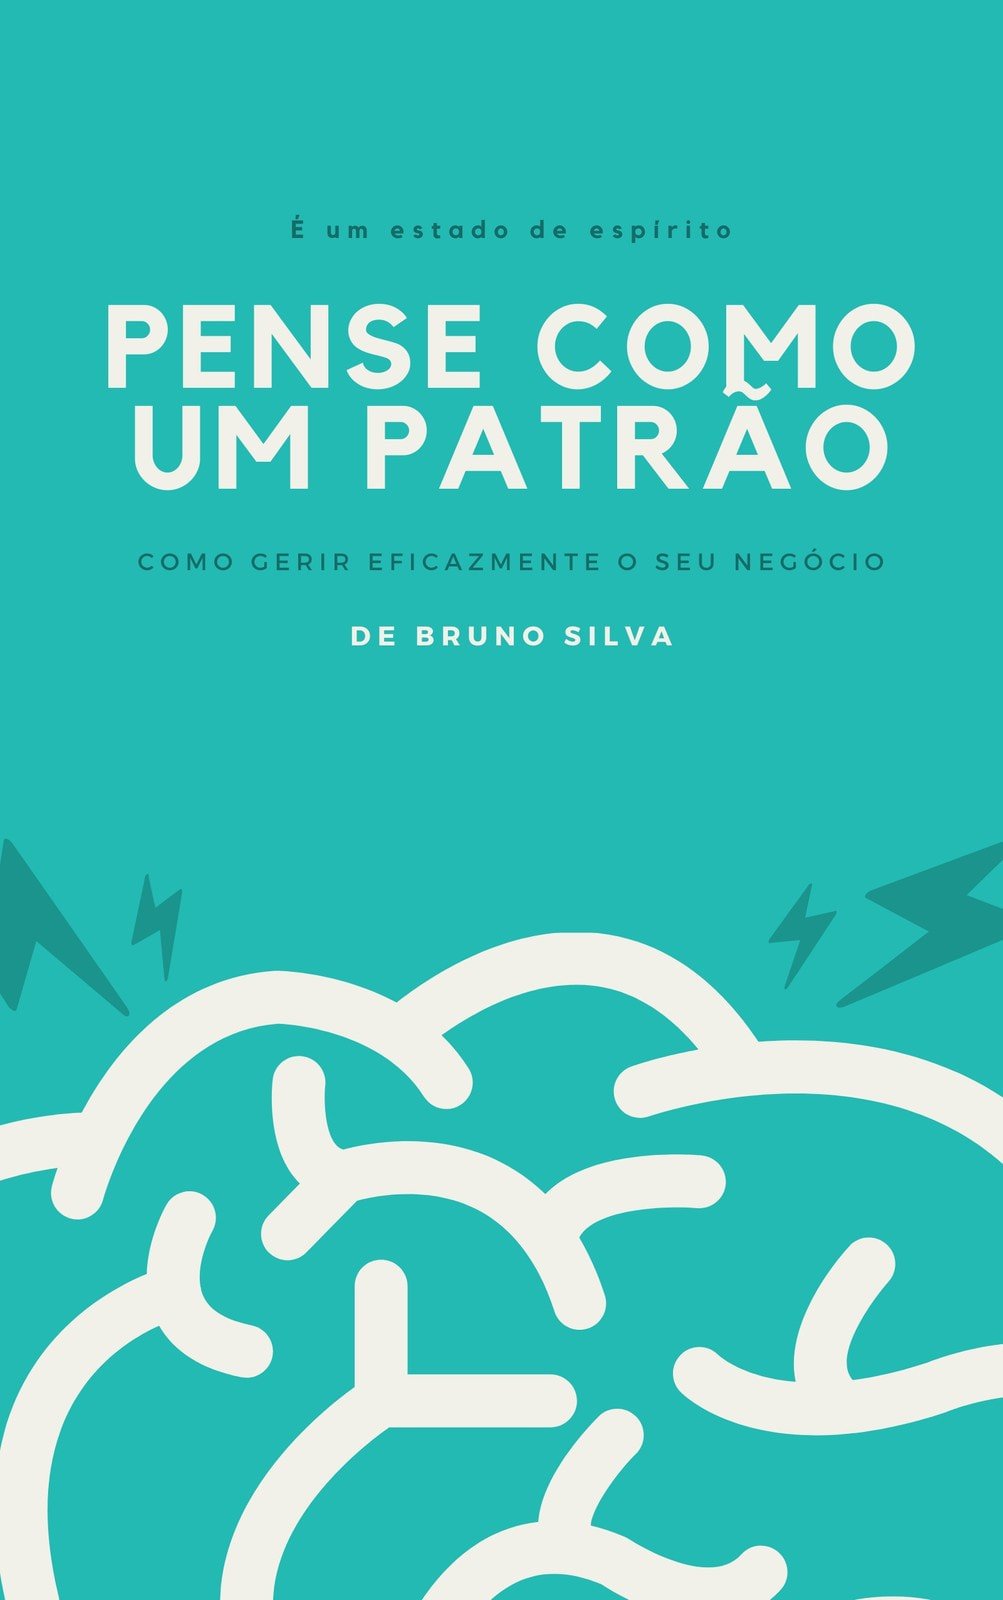 É um estado de espírito
PENSE COMO
UM PATRÃO
COMO GERIR EFICAZMENTE O SEU NEGÓCIO
DE BRUNO SILVA